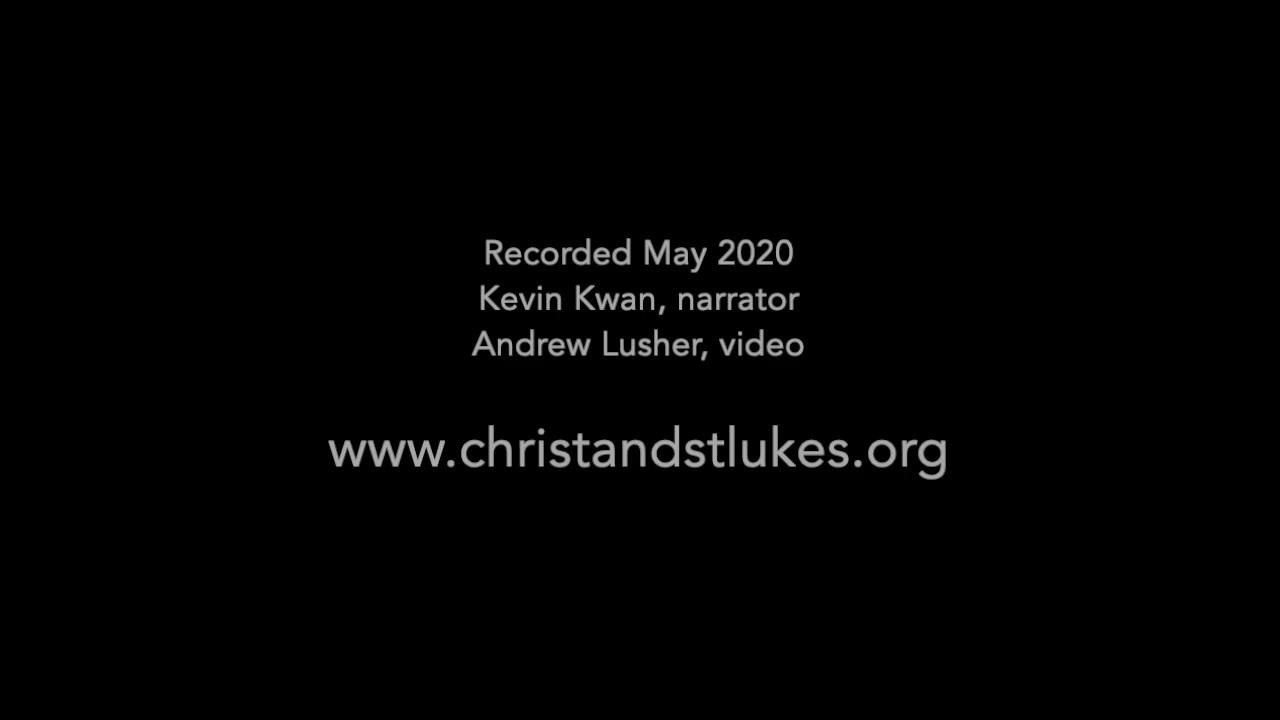 Recorded May 2020
Kevin Kwan, narrator
Andrew Lusher, video
www.christandstlukes.org